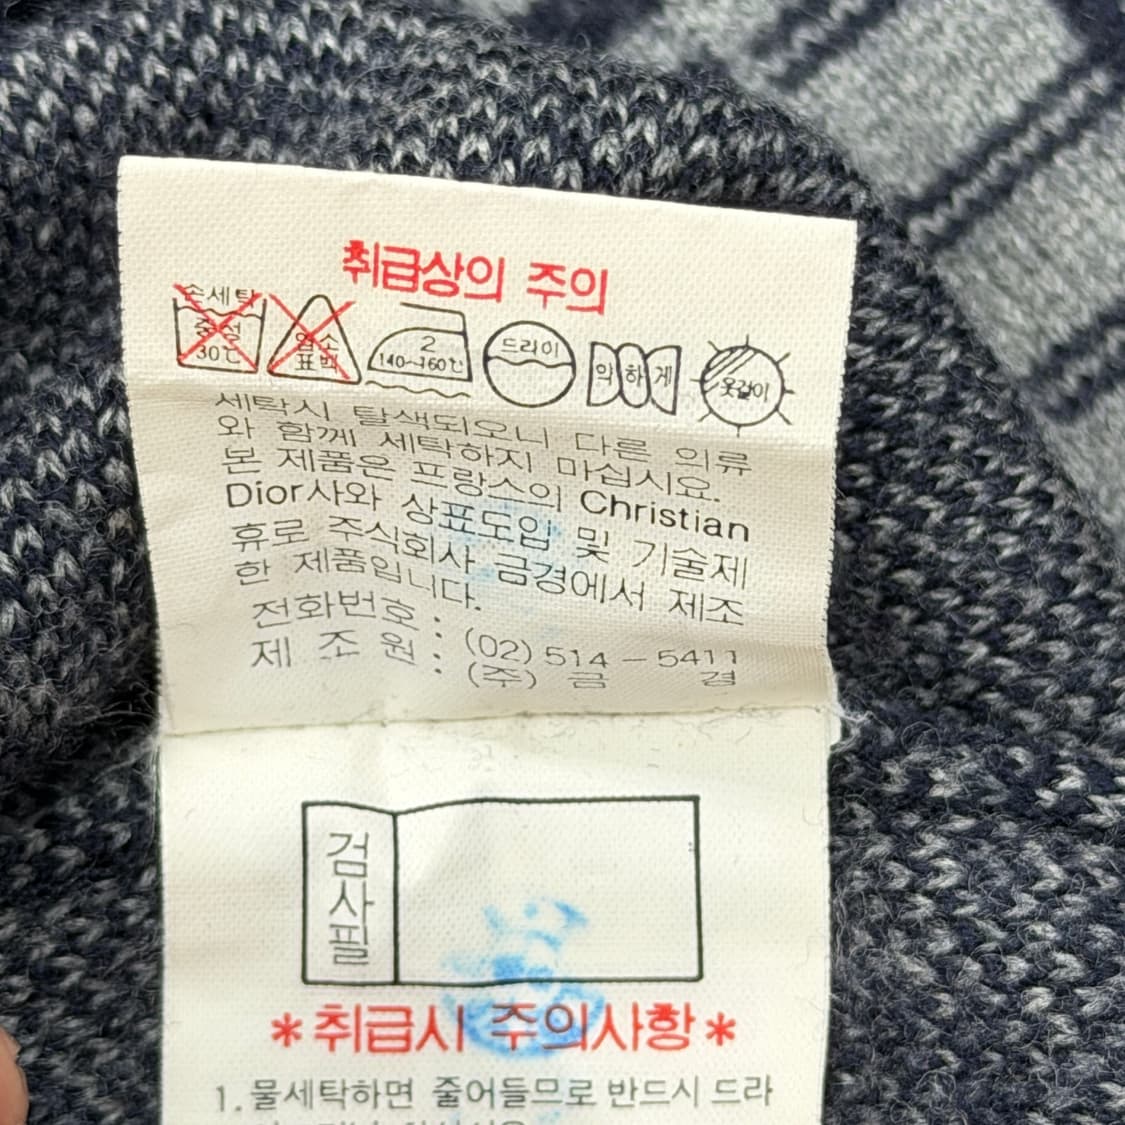 취급상의 주의
손세탁 중성 30℃
염소 표백
2 140~160℃
드라이
약하게
옷걸이
세탁시 탈색되오니 다른 의류
와 함께 세탁하지 마십시요.
본 제품은 프랑스의 Christian
Dior사와 상표도입 및 기술제
휴로 주식회사 금경에서 제조
한 제품입니다.
전화번호 : (02) 514 - 5411
제 조 원 : (주) 금 경
검사필
*취급시 주의사항*
1. 물세탁하면 줄어들므로 반드시 드라